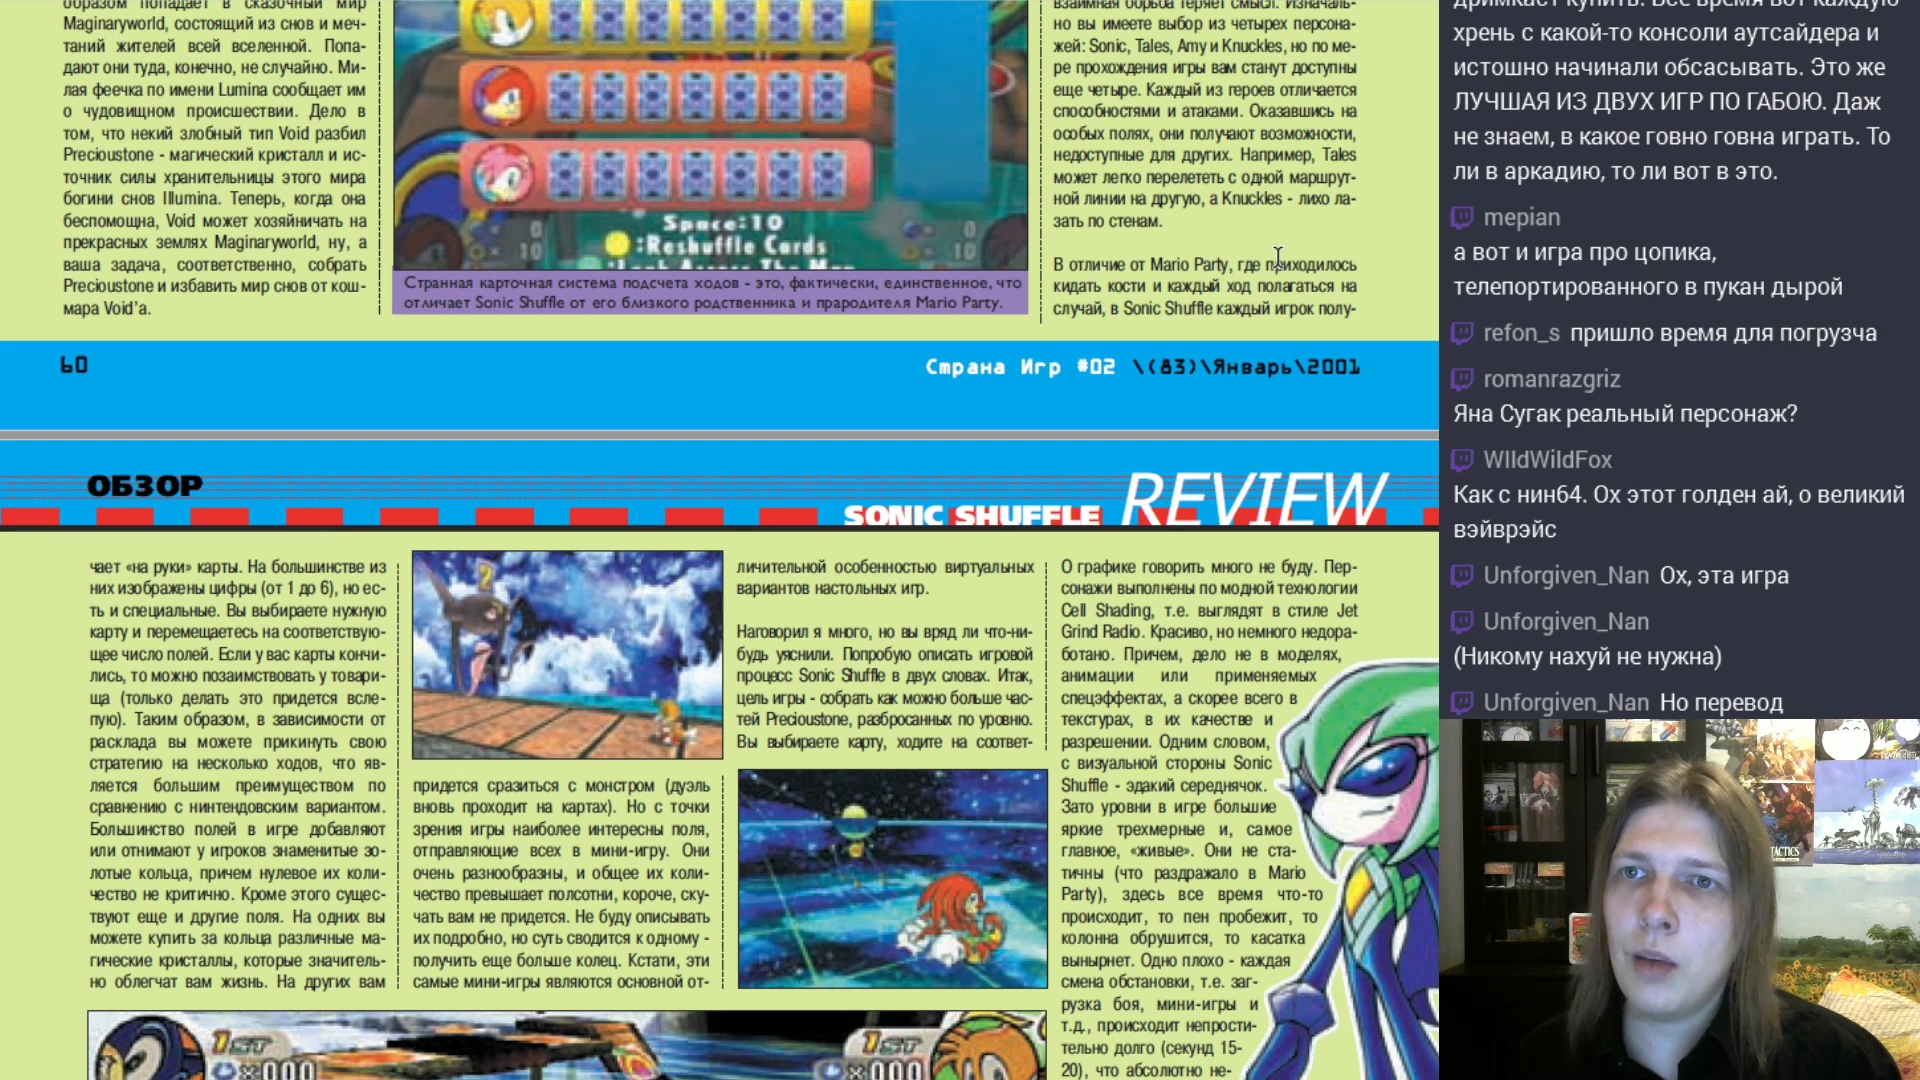 образом попадает в сказочный мир
Maginaryworld, состоящий из снов и меч-
таний жителей всей вселенной. Попа-
дают они туда, конечно, не случайно. Ми-
лая феечка по имени Lumina сообщает им
о чудовищном происшествии. Дело в
том, что некий злобный тип Void разбил
Precioustone - магический кристалл и ис-
точник силы хранительницы этого мира
богини снов Illumina. Теперь, когда она
беспомощна, Void может хозяйничать на
прекрасных землях Maginaryworld, ну, а
ваша задача, соответственно, собрать
Precioustone и избавить мир снов от кош-
мара Void'а.
Space:10
:Reshuffle Cards
0
10
0
10
Странная карточная система подсчета ходов - это, фактически, единственное, что
отличает Sonic Shuffle от его близкого родственника и прародителя Mario Party.
взаимная борьба теряет смысл. Изначаль-
но вы имеете выбор из четырех персона-
жей: Sonic, Tales, Amy и Knuckles, но по ме-
ре прохождения игры вам станут доступны
еще четыре. Каждый из героев отличается
способностями и атаками. Оказавшись на
особых полях, они получают возможности,
недоступные для других. Например, Tales
может легко перелететь с одной маршрут-
ной линии на другую, а Knuckles - лихо ла-
зать по стенам.
В отличие от Mario Party, где приходилось
кидать кости и каждый ход полагаться на
случай, в Sonic Shuffle каждый игрок полу-
60
Страна Игр #02 \(83)\Январь\2001
ОБЗОР
SONIC SHUFFLE REVIEW
чает «на руки» карты. На большинстве из
них изображены цифры (от 1 до 6), но ес-
ть и специальные. Вы выбираете нужную
карту и перемещаетесь на соответствую-
щее число полей. Если у вас карты кончи-
лись, то можно позаимствовать у товари-
ща (только делать это придется всле-
пую). Таким образом, в зависимости от
расклада вы можете прикинуть свою
стратегию на несколько ходов, что яв-
ляется большим преимуществом по
сравнению с нинтендовским вариантом.
Большинство полей в игре добавляют
или отнимают у игроков знаменитые зо-
лотые кольца, причем нулевое их коли-
чество не критично. Кроме этого сущес-
твуют еще и другие поля. На одних вы
можете купить за кольца различные ма-
гические кристаллы, которые значитель-
но облегчат вам жизнь. На других вам
2
придется сразиться с монстром (дуэль
вновь проходит на картах). Но с точки
зрения игры наиболее интересны поля,
отправляющие всех в мини-игру. Они
очень разнообразны, и общее их коли-
чество превышает полсотни, короче, ску-
чать вам не придется. Не буду описывать
их подробно, но суть сводится к одному -
получить еще больше колец. Кстати, эти
самые мини-игры являются основной от-
личительной особенностью виртуальных
вариантов настольных игр.
Наговорил я много, но вы вряд ли что-ни-
будь уяснили. Попробую описать игровой
процесс Sonic Shuffle в двух словах. Итак,
цель игры - собрать как можно больше час-
тей Precioustone, разбросанных по уровню.
Вы выбираете карту, ходите на соответ-
О графике говорить много не буду. Пер-
сонажи выполнены по модной технологии
Cell Shading, т.е. выглядят в стиле Jet
Grind Radio. Красиво, но немного недора-
ботано. Причем, дело не в моделях,
анимации или применяемых
спецэффектах, а скорее всего в
текстурах, в их качестве и
разрешении. Одним словом,
с визуальной стороны Sonic
Shuffle - эдакий середнячок.
Зато уровни в игре большие
яркие трехмерные и, самое
главное, «живые». Они не ста-
тичны (что раздражало в Mario
Party), здесь все время что-то
происходит, то пен пробежит, то
колонна обрушится, то касатка
вынырнет. Одно плохо - каждая
смена обстановки, т.е. заг-
рузка боя, мини-игры и
т.д., происходит непрости-
тельно долго (секунд 15-
20), что абсолютно не-
1ST
x000
1ST
x000
дримкаст купить. Все время вот каждую
хрень с какой-то консоли аутсайдера и
истошно начинали обсасывать. Это же
ЛУЧШАЯ ИЗ ДВУХ ИГР ПО ГАБОЮ. Даж
не знаем, в какое говно говна играть. То
ли в аркадию, то ли вот в это.
mepian
а вот и игра про цопика,
телепортированного в пукан дырой
refon_s пришло время для погрузча
romanrazgriz
Яна Сугак реальный персонаж?
WIldWildFox
Как с нин64. Ох этот голден ай, о великий
вэйврэйс
Unforgiven_Nan Ох, эта игра
Unforgiven_Nan
(Никому нахуй не нужна)
Unforgiven_Nan Но перевод
TACTICS